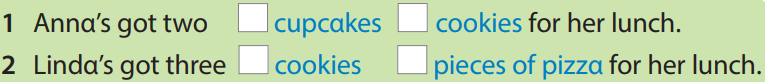 1 Anna's got two cupcakes cookies for her lunch.
2 Linda's got three cookies pieces of pizza for her lunch.